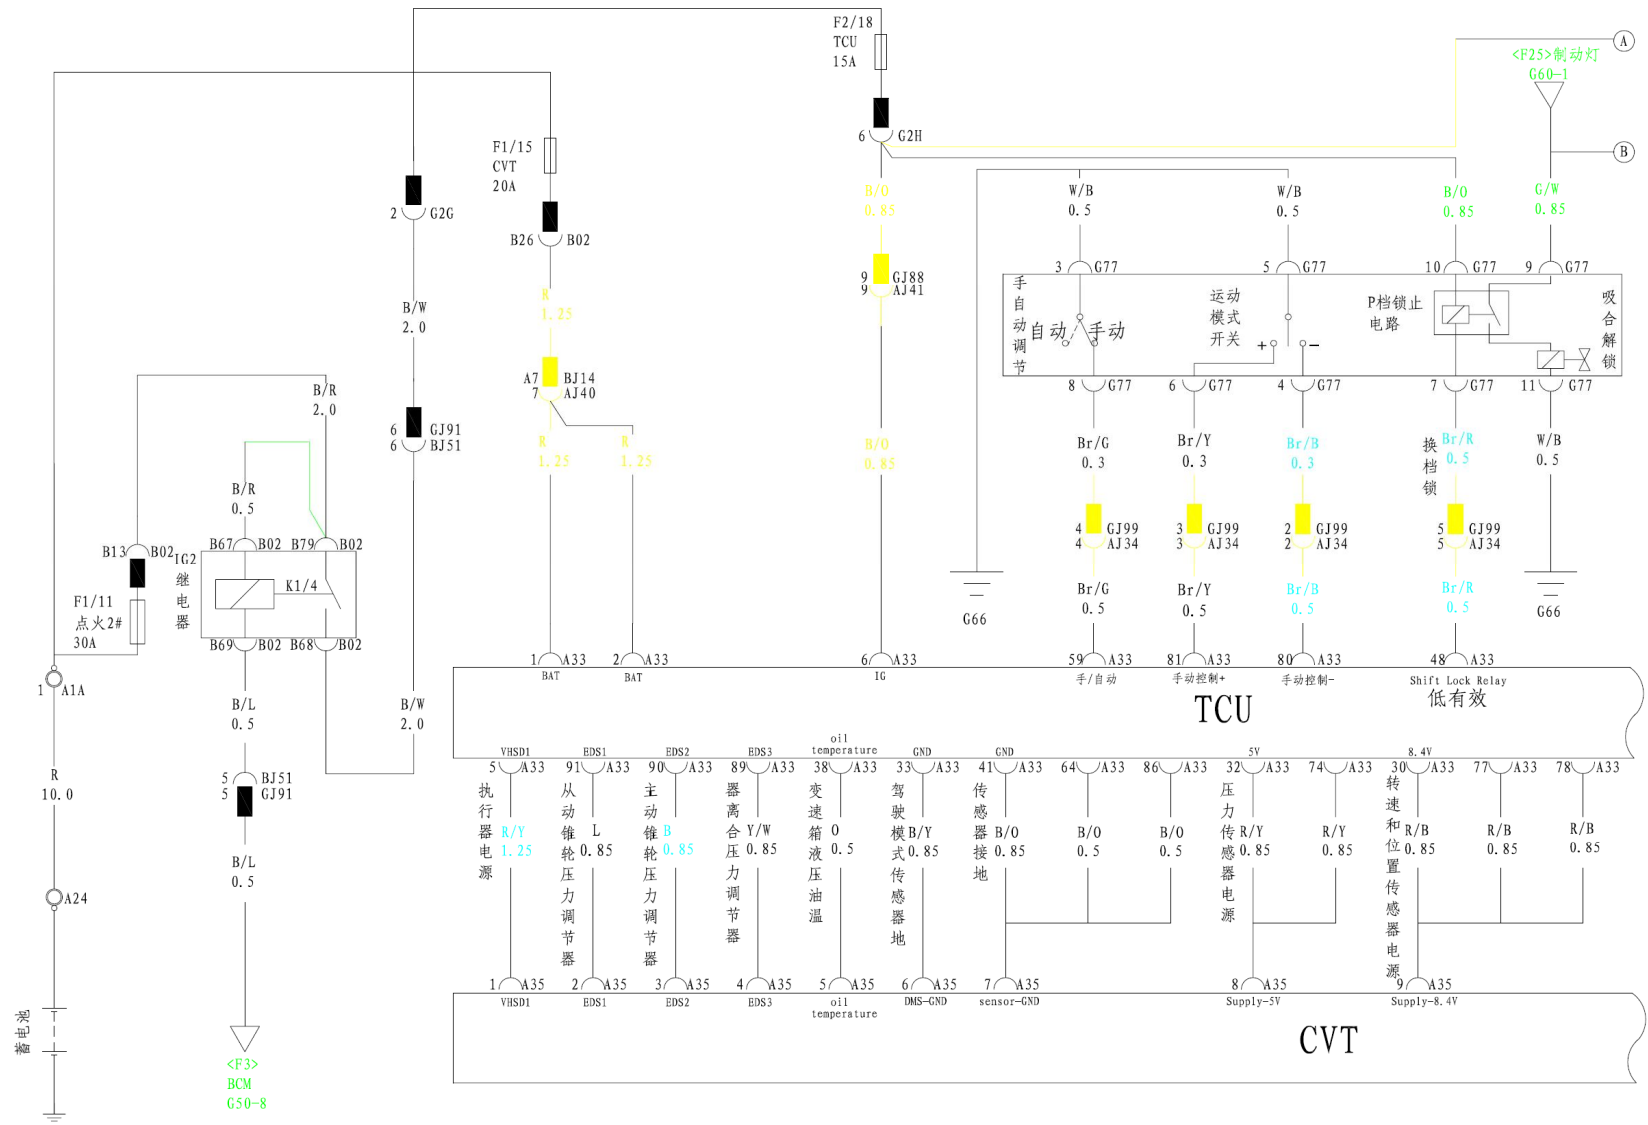 F2/18
TCU
15A
A
<F25>制动灯
G60-1
6 G2H
B
F1/15
CVT
20A
2 G2G
B26 B02
B/O
0.85
W/B
0.5
W/B
0.5
B/O
0.85
G/W
0.85
9 GJ88
9 AJ41
3 G77
5 G77
10 G77
9 G77
手自动调节
自动
手动
运动
模式
开关
+
-
P档锁止
电路
吸合解锁
8 G77
6 G77
4 G77
7 G77
11 G77
R
1.25
B/W
2.0
A7 BJ14
7 AJ40
B/R
2.0
6 GJ91
6 BJ51
R
1.25
R
1.25
B/O
0.85
Br/G
0.3
Br/Y
0.3
Br/B
0.3
换档锁
Br/R
0.5
W/B
0.5
B/R
0.5
4 GJ99
4 AJ34
3 GJ99
3 AJ34
2 GJ99
2 AJ34
5 GJ99
5 AJ34
B13 B02
IG2
继电器
B67 B02
B79 B02
K1/4
F1/11
点火2#
30A
B69 B02
B68 B02
G66
Br/G
0.5
Br/Y
0.5
Br/B
0.5
Br/R
0.5
G66
1 A33
2 A33
6 A33
59 A33
81 A33
80 A33
48 A33
BAT
BAT
IG
手/自动
手动控制+
手动控制-
Shift Lock Relay
低有效
TCU
1 A1A
B/L
0.5
B/W
2.0
VHSD1
EDS1
EDS2
EDS3
oil
temperature
GND
GND
5V
8.4V
5 A33
91 A33
90 A33
89 A33
38 A33
33 A33
41 A33
64 A33
86 A33
32 A33
74 A33
30 A33
77 A33
78 A33
R
10.0
5 BJ51
5 GJ91
执行器电源
R/Y
1.25
从动锥轮压力调节器
L
0.85
主动锥轮压力调节器
B
0.85
器离合压力调节器
Y/W
0.85
变速箱液压油温
O
0.5
驾驶模式传感器地
B/Y
0.85
传感器接地
B/O
0.85
B/O
0.5
B/O
0.5
压力传感器电源
R/Y
0.85
R/Y
0.85
转速和位置传感器电源
R/B
0.85
R/B
0.85
R/B
0.85
B/L
0.5
A24
1 A35
2 A35
3 A35
4 A35
5 A35
6 A35
7 A35
8 A35
9 A35
VHSD1
EDS1
EDS2
EDS3
oil
temperature
DMS-GND
sensor-GND
Supply-5V
Supply-8.4V
CVT
蓄电池
<F3>
BCM
G50-8